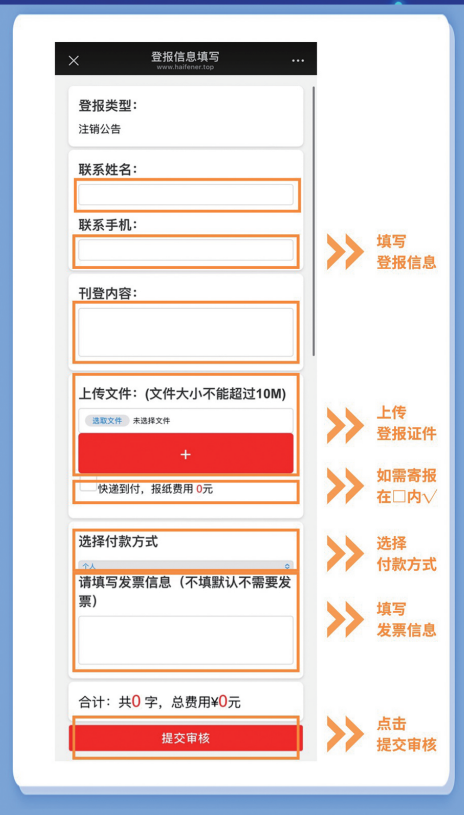 登报信息填写
www.haifener.top
登报类型：
注销公告
联系姓名：
联系手机：
填写
登报信息
刊登内容：
上传文件：(文件大小不能超过10M)
选取文件 未选择文件
+
上传
登报证件
快递到付，报纸费用 0元
如需寄报
在□内√
选择付款方式
个人
选择
付款方式
请填写发票信息（不填默认不需要发
票）
填写
发票信息
合计：共0 字，总费用¥0元
提交审核
点击
提交审核